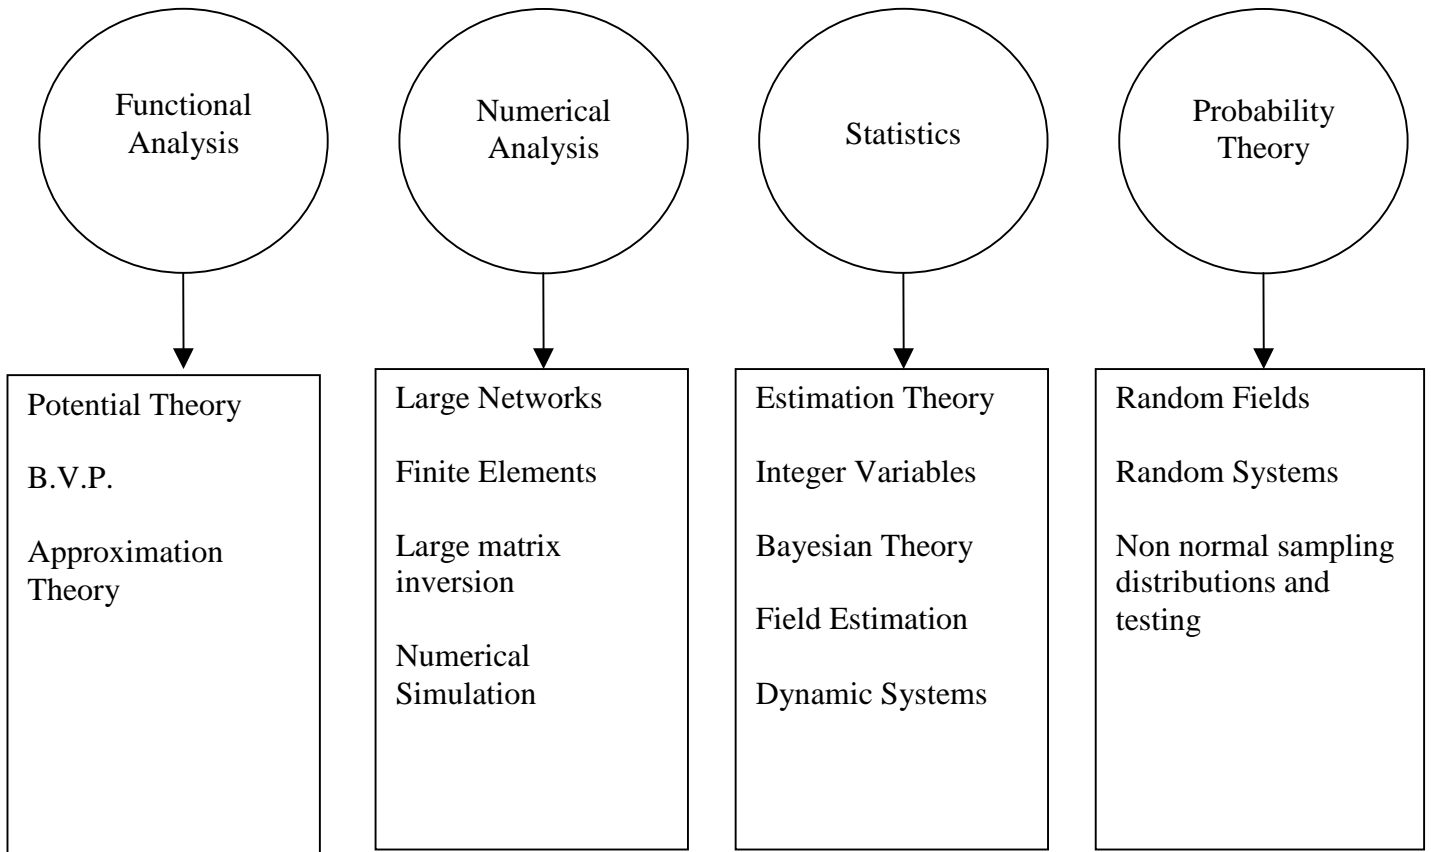 Functional
Analysis
Numerical
Analysis
Statistics
Probability
Theory
Potential Theory
B.V.P.
Approximation
Theory
Large Networks
Finite Elements
Large matrix
inversion
Numerical
Simulation
Estimation Theory
Integer Variables
Bayesian Theory
Field Estimation
Dynamic Systems
Random Fields
Random Systems
Non normal sampling
distributions and
testing